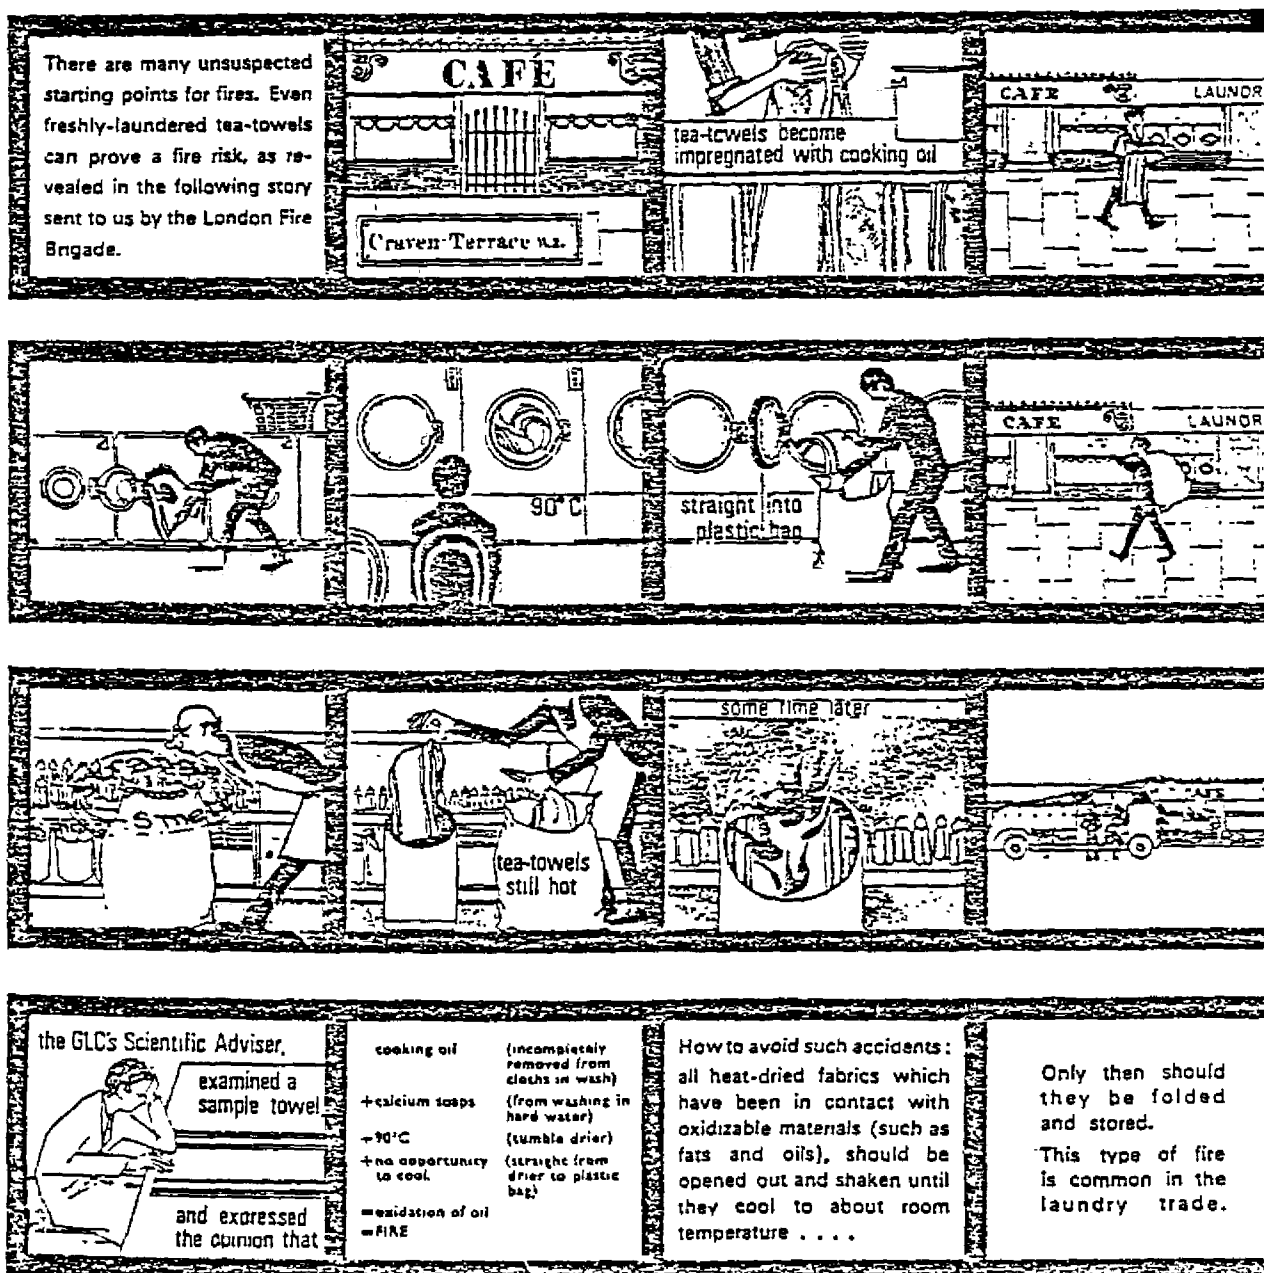 There are many unsuspected
starting points for fires. Even
freshly-laundered tea-towels
can prove a fire risk, as re-
vealed in the following story
sent to us by the London Fire
Brigade.
CAFÉ
Craven Terrace
tea-towels become
impregnated with cooking oil
CAFE
LAUNDR
90°C
straight into
plastic bag
CAFE
LAUNDR
tea-towels
still hot
some time later
CAFE
the GLC's Scientific Adviser,
examined a
sample towel
and expressed
the opinion that
cooking oil (incompletely
removed from
cloths in wash)
+calcium soaps (from washing in
hard water)
+90°C (tumble drier)
+no opportunity (straight from
to cool drier to plastic
bag)
=oxidation of oil
=FIRE
How to avoid such accidents:
all heat-dried fabrics which
have been in contact with
oxidizable materials (such as
fats and oils), should be
opened out and shaken until
they cool to about room
temperature . . . .
Only then should
they be folded
and stored.
This type of fire
is common in the
laundry trade.